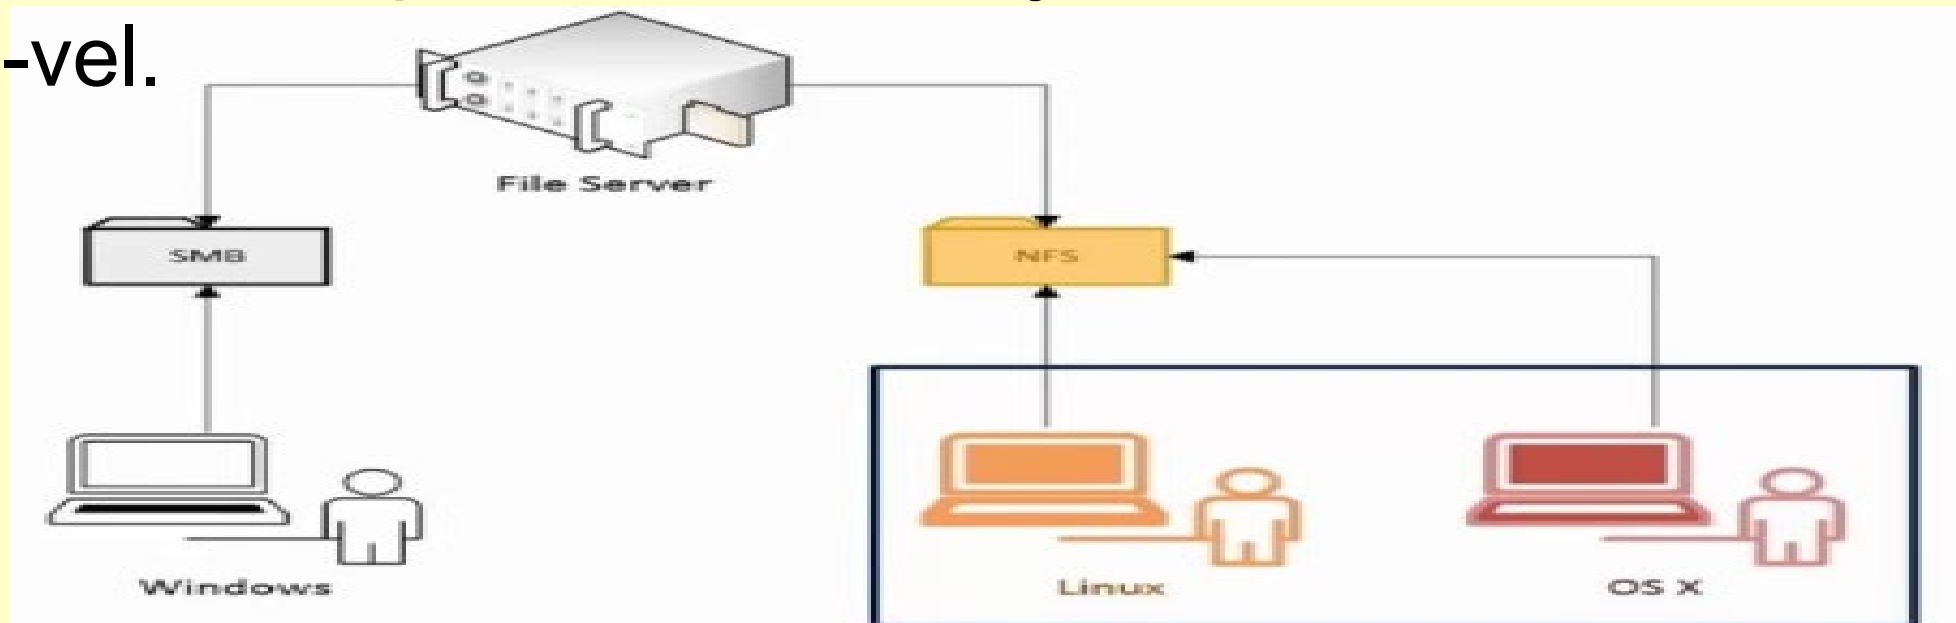 -vel.
File Server
SMB
NFS
Windows
Linux
OS X